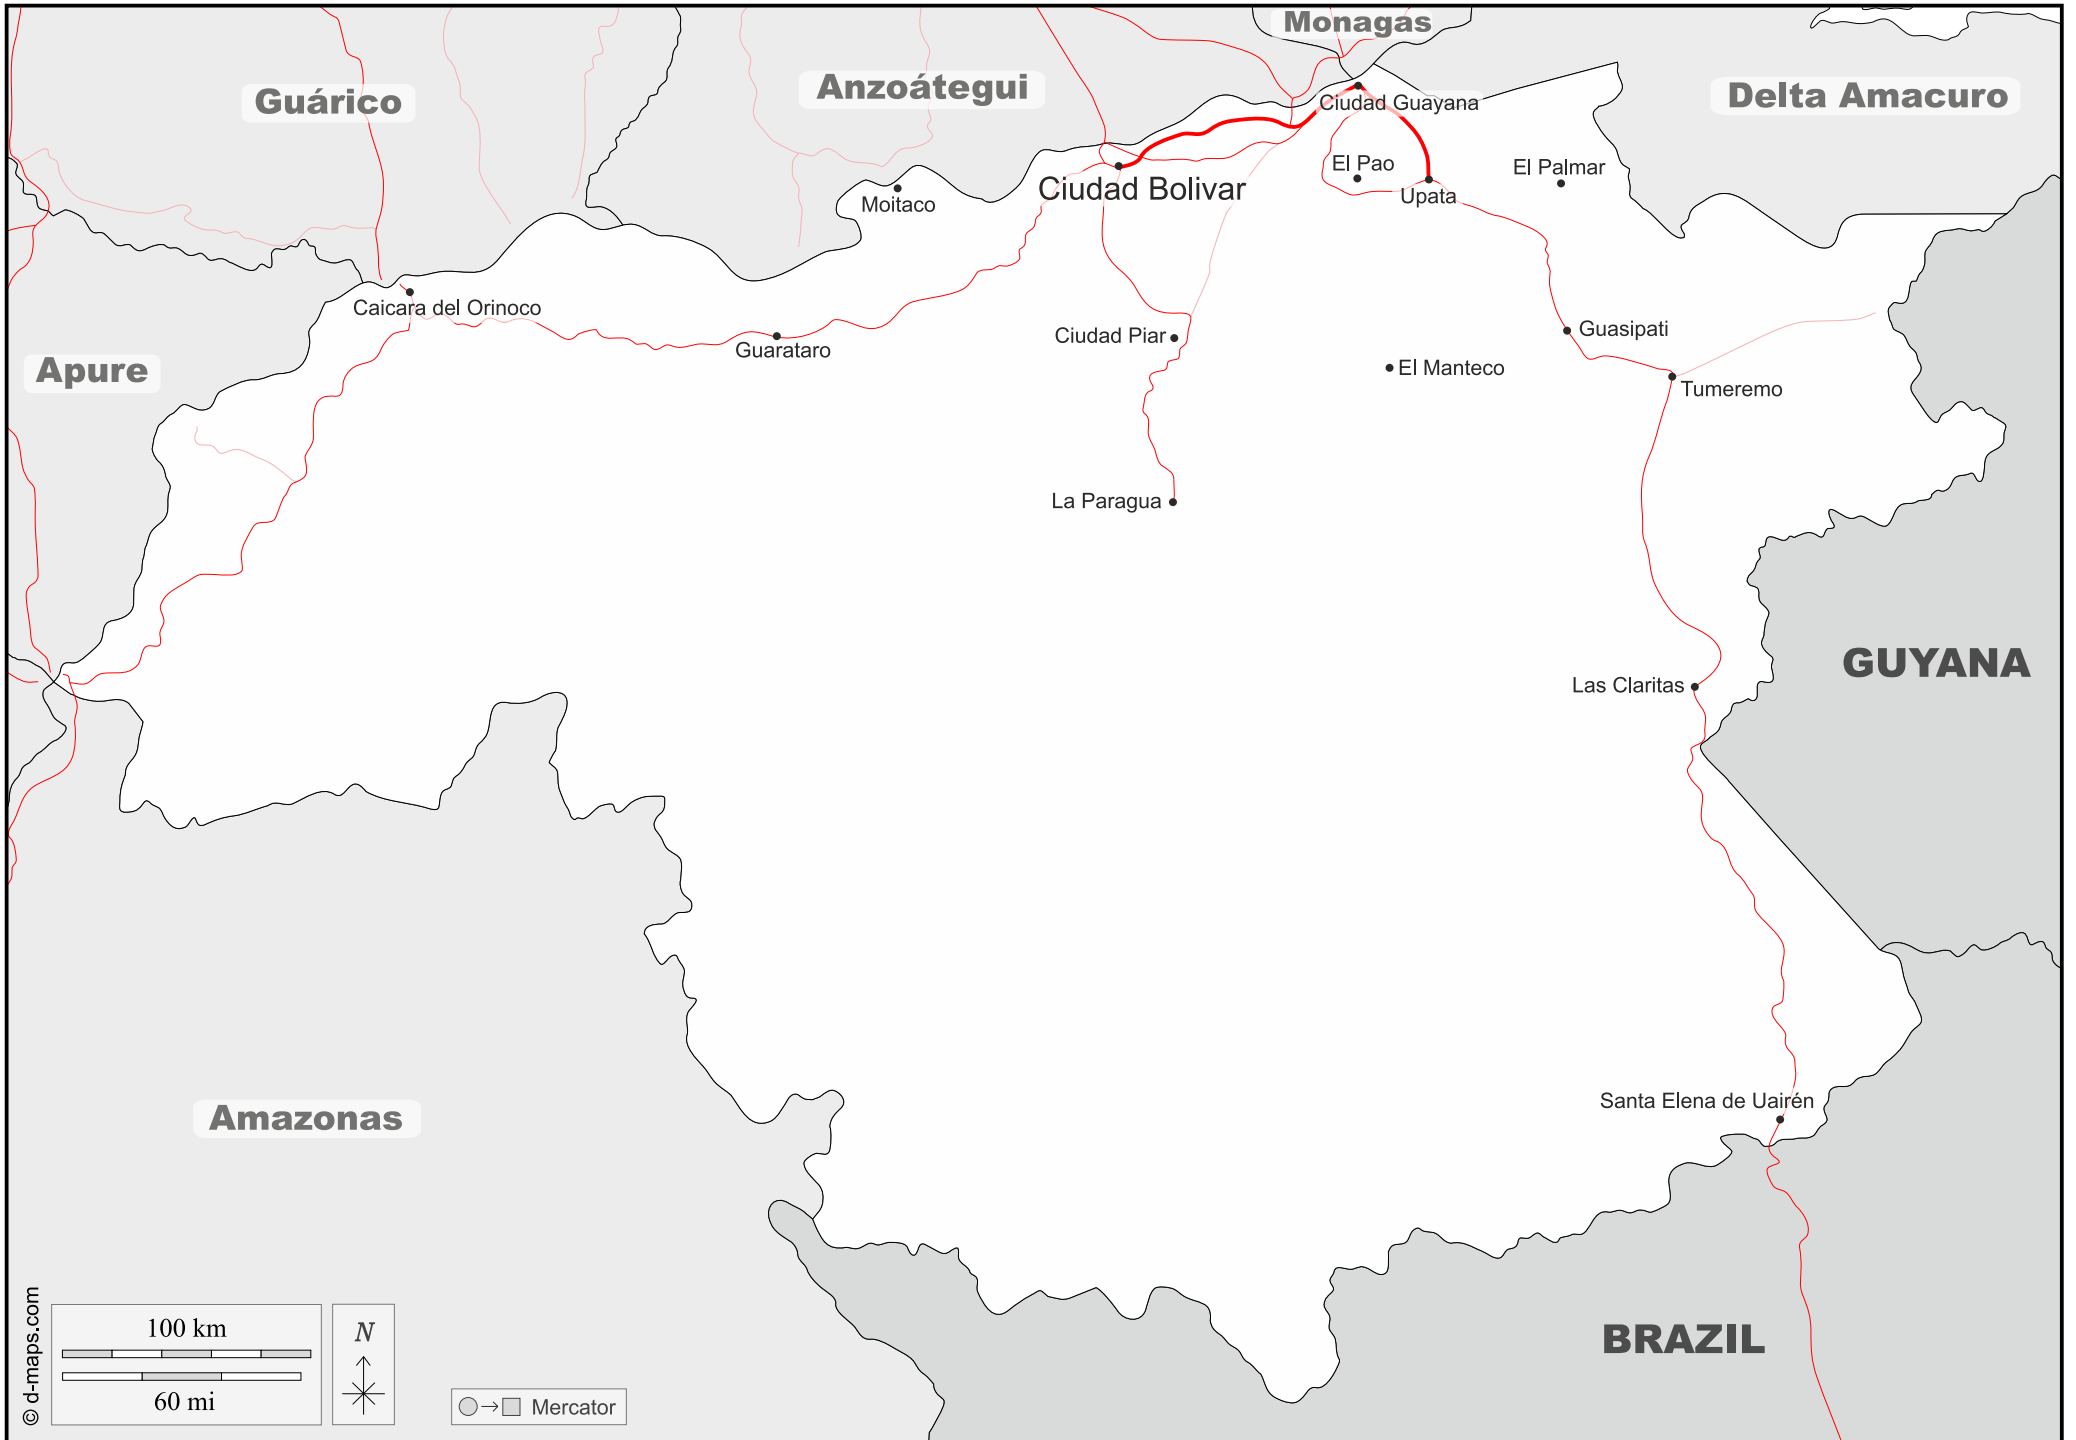 Monagas
Guárico
Anzoátegui
Delta Amacuro
Ciudad Guayana
El Pao
El Palmar
Ciudad Bolivar
Moitaco
Upata
Caicara del Orinoco
Guarataro
Ciudad Piar
Guasipati
Apure
El Manteco
Tumeremo
La Paragua
GUYANA
Las Claritas
Santa Elena de Uairén
Amazonas
BRAZIL
© d-maps.com
100 km
60 mi
N
Mercator